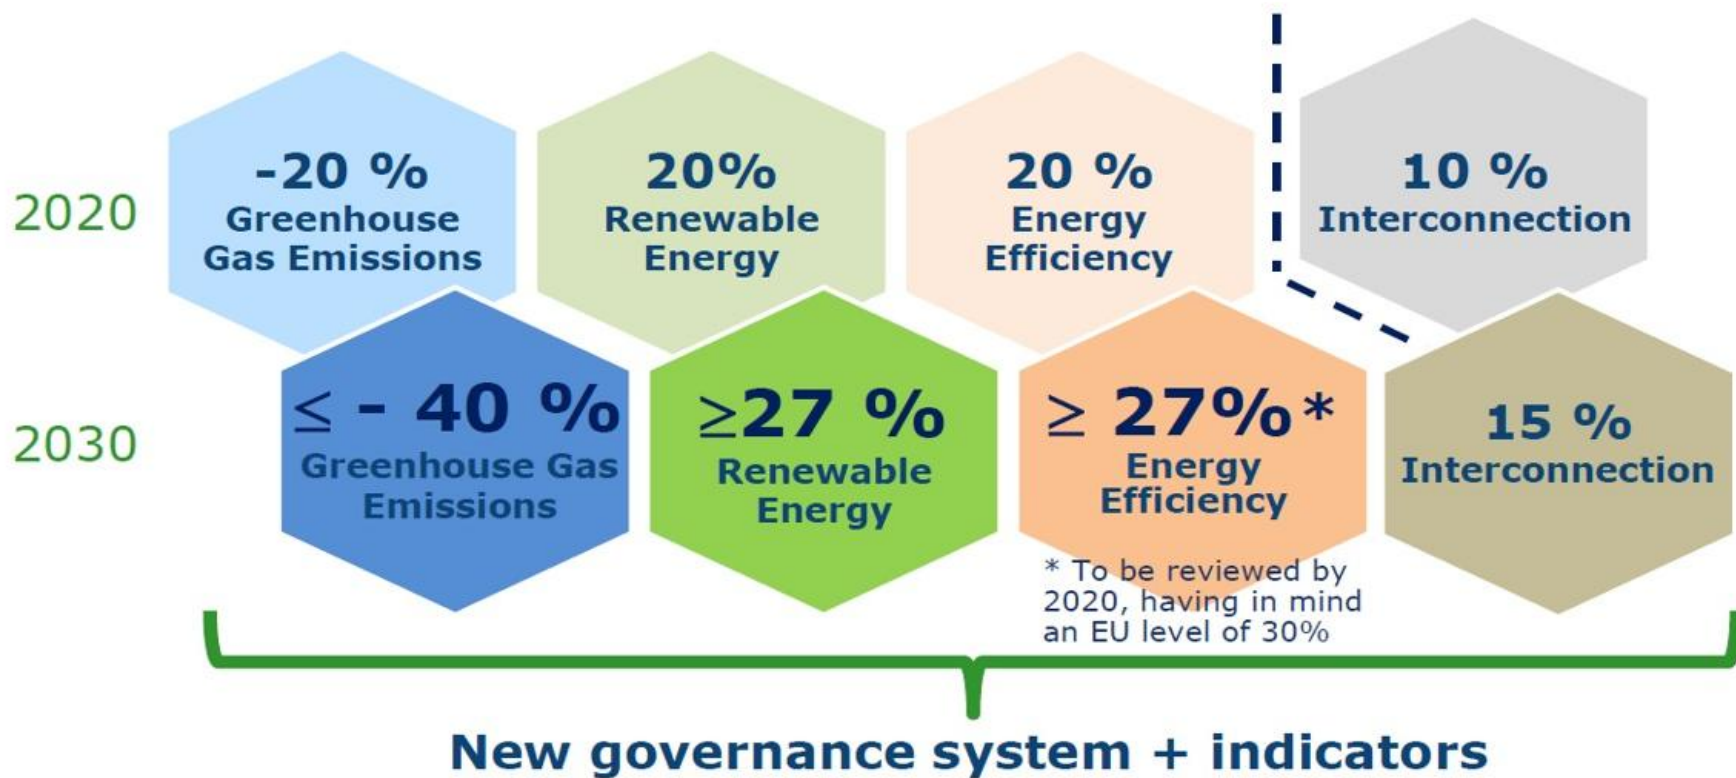 2020
-20 %
Greenhouse
Gas Emissions
20%
Renewable
Energy
20 %
Energy
Efficiency
10 %
Interconnection
2030
≤ - 40 %
Greenhouse Gas
Emissions
≥27 %
Renewable
Energy
≥ 27% *
Energy
Efficiency
* To be reviewed by
2020, having in mind
an EU level of 30%
15 %
Interconnection
New governance system + indicators